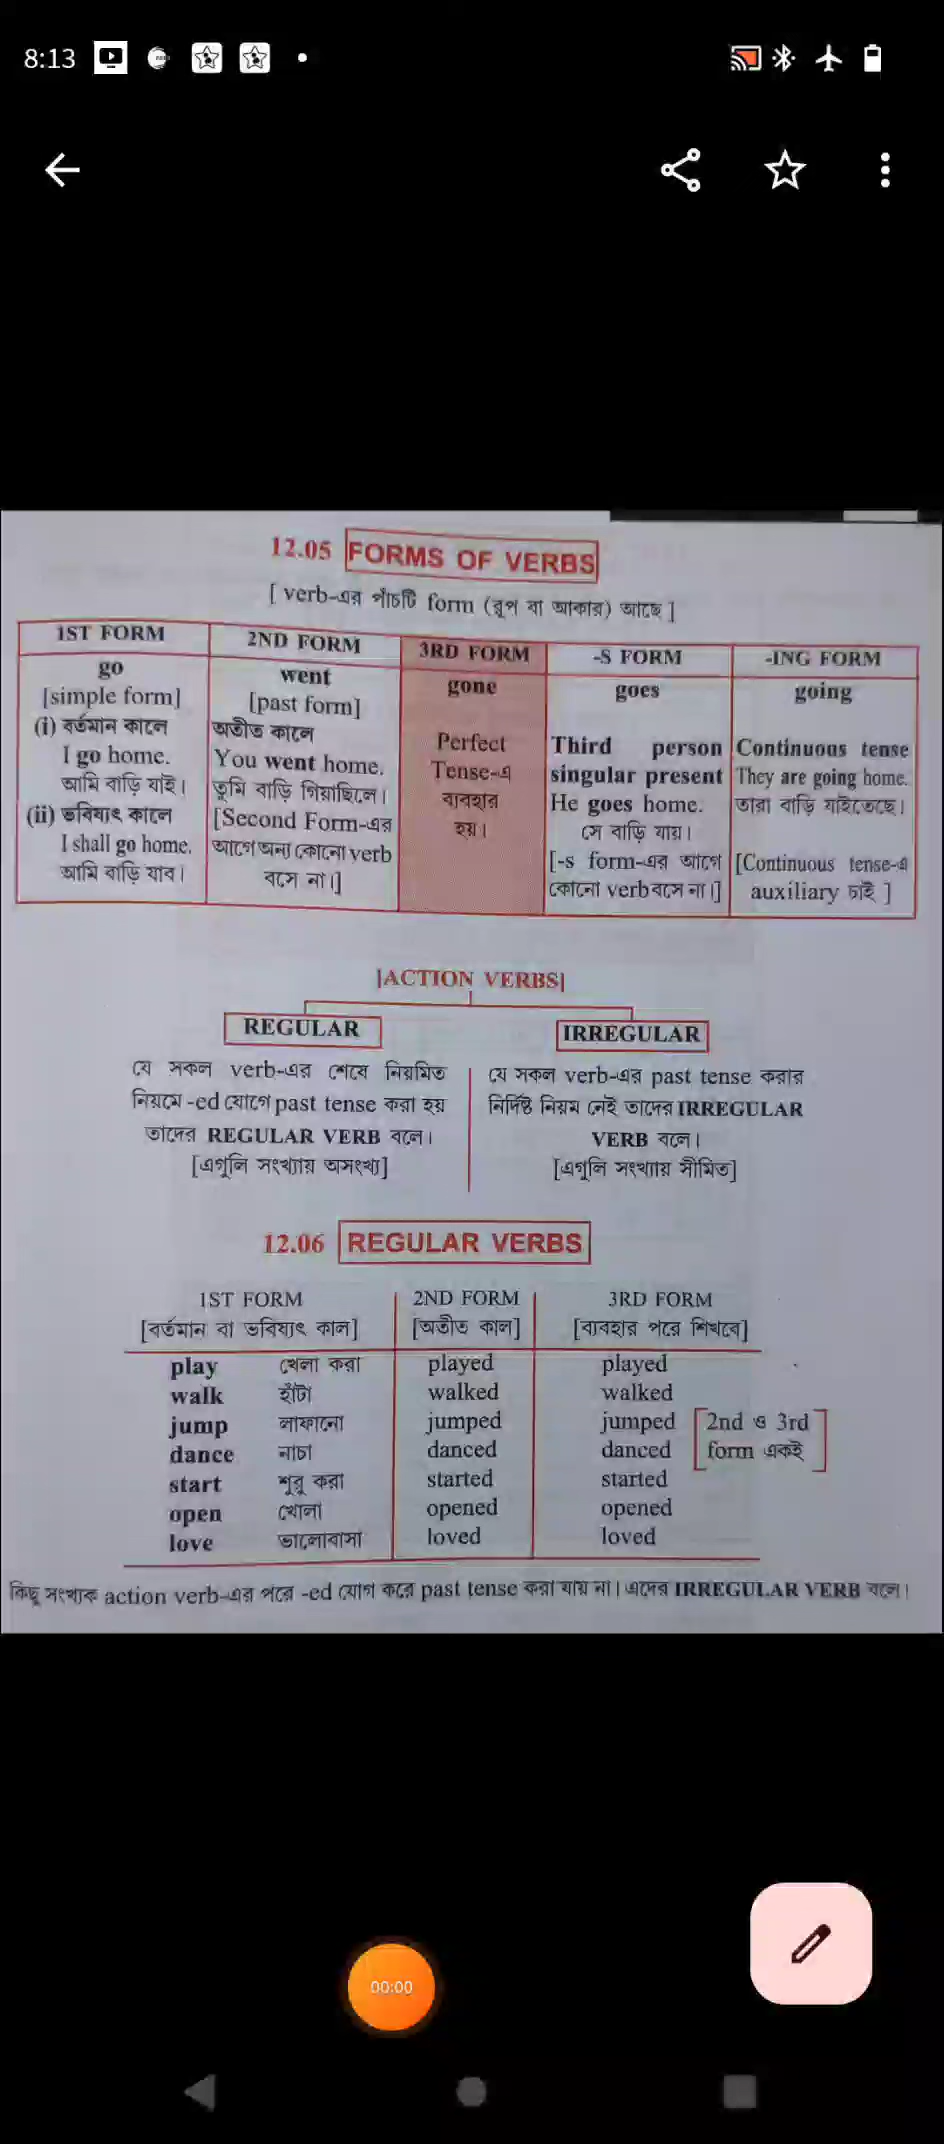 8:13
12.05 FORMS OF VERBS
[ verb-এর পাঁচটি form (রূপ বা আকার) আছে ]
1ST FORM
go
[simple form]
(i) বর্তমান কালে
I go home.
আমি বাড়ি যাই।
(ii) ভবিষ্যৎ কালে
I shall go home.
আমি বাড়ি যাব।
2ND FORM
went
[past form]
অতীত কালে
You went home.
তুমি বাড়ি গিয়াছিলে।
[Second Form-এর
আগে অন্য কোনো verb
বসে না।]
3RD FORM
gone
Perfect
Tense-এ
ব্যবহার
হয়।
-S FORM
goes
Third person
singular present
He goes home.
সে বাড়ি যায়।
[-s form-এর আগে
কোনো verb বসে না।]
-ING FORM
going
Continuous tense
They are going home.
তারা বাড়ি যাইতেছে।
[Continuous tense-এ
auxiliary চাই ]
ACTION VERBS
REGULAR
যে সকল verb-এর শেষে নিয়মিত
নিয়মে -ed যোগে past tense করা হয়
তাদের REGULAR VERB বলে।
[এগুলি সংখ্যায় অসংখ্য]
IRREGULAR
যে সকল verb-এর past tense করার
নির্দিষ্ট নিয়ম নেই তাদের IRREGULAR
VERB বলে।
[এগুলি সংখ্যায় সীমিত]
12.06 REGULAR VERBS
1ST FORM 2ND FORM 3RD FORM
[বর্তমান বা ভবিষ্যৎ কাল] [অতীত কাল] [ব্যবহার পরে শিখবে]
play খেলা করা played played
walk হাঁটা walked walked
jump লাফানো jumped jumped [2nd ও 3rd
dance নাচা danced danced form একই]
start শুরু করা started started
open খোলা opened opened
love ভালোবাসা loved loved
কিছু সংখ্যক action verb-এর পরে -ed যোগ করে past tense করা যায় না। এদের IRREGULAR VERB বলে।
00:00